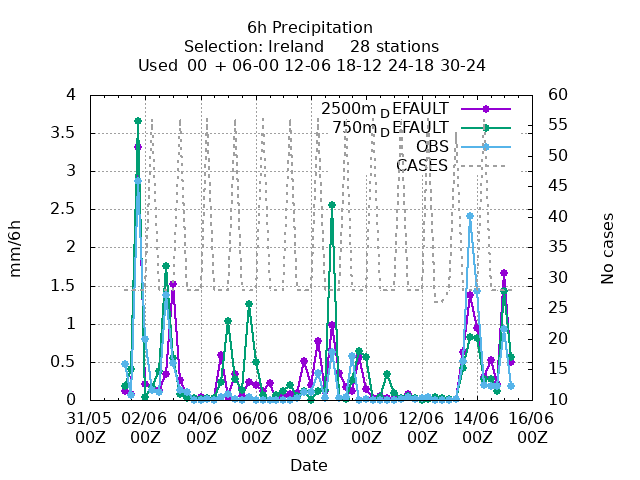 6h Precipitation
Selection: Ireland 28 stations
Used 00 + 06-00 12-06 18-12 24-18 30-24
4
3.5
3
2.5
2
1.5
1
0.5
0
mm/6h
60
55
50
45
40
35
30
25
20
15
10
No cases
2500m DEFAULT
750m DEFAULT
OBS
CASES
31/05 02/06 04/06 06/06 08/06 10/06 12/06 14/06 16/06
00Z 00Z 00Z 00Z 00Z 00Z 00Z 00Z 00Z
Date